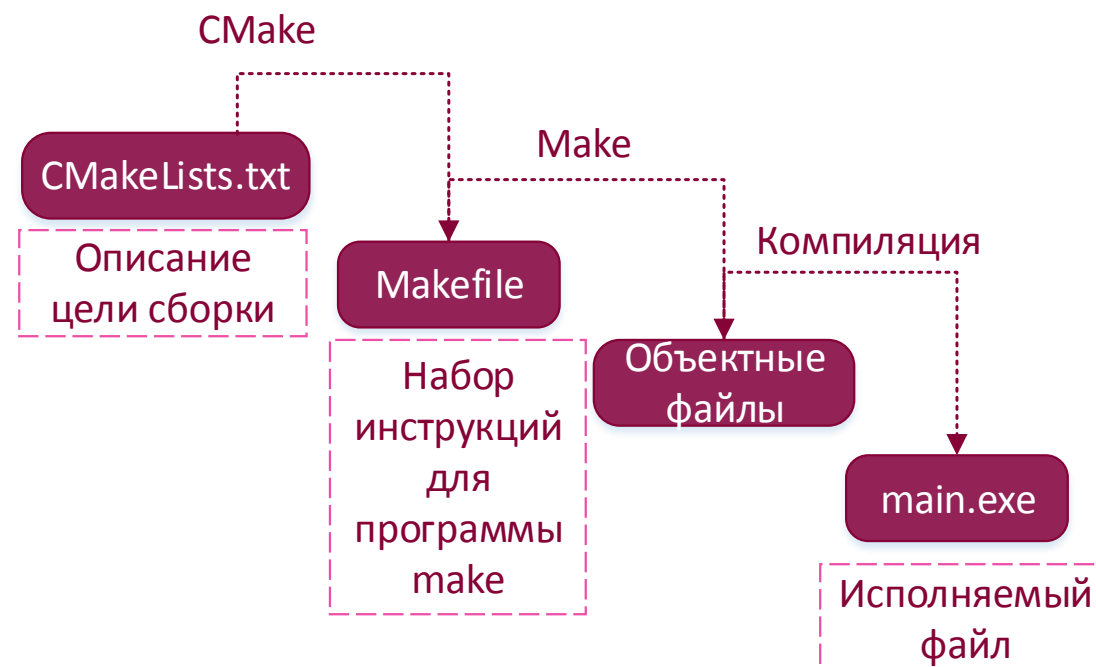 CMake
CMakeLists.txt
Описание
цели сборки
Make
Makefile
Набор
инструкций
для
программы
make
Компиляция
Объектные
файлы
main.exe
Исполняемый
файл